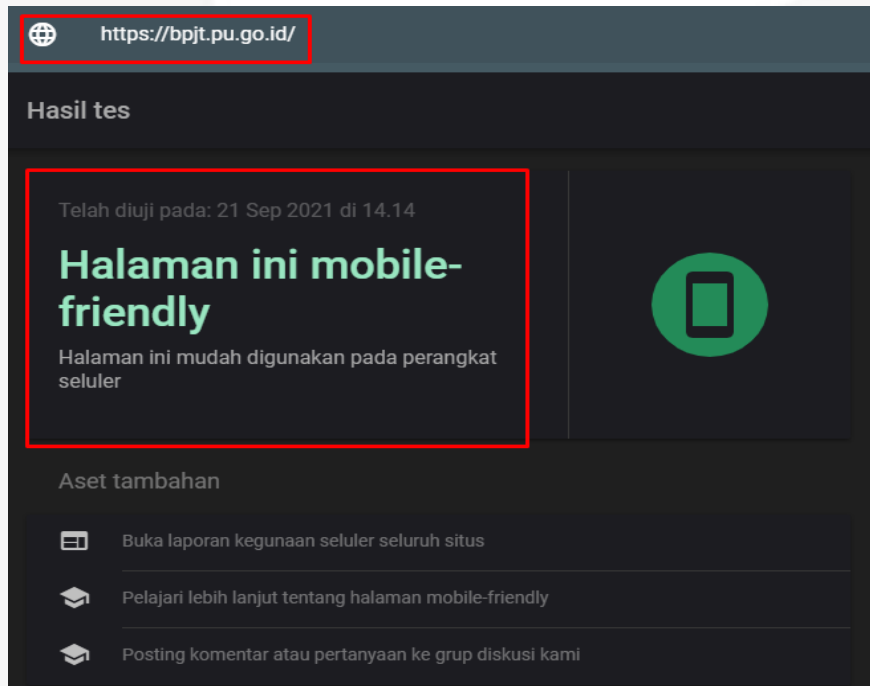 https://bpjt.pu.go.id/
Hasil tes
Telah diuji pada: 21 Sep 2021 di 14.14
Halaman ini mobile-
friendly
Halaman ini mudah digunakan pada perangkat
seluler
Aset tambahan
Buka laporan kegunaan seluler seluruh situs
Pelajari lebih lanjut tentang halaman mobile-friendly
Posting komentar atau pertanyaan ke grup diskusi kami